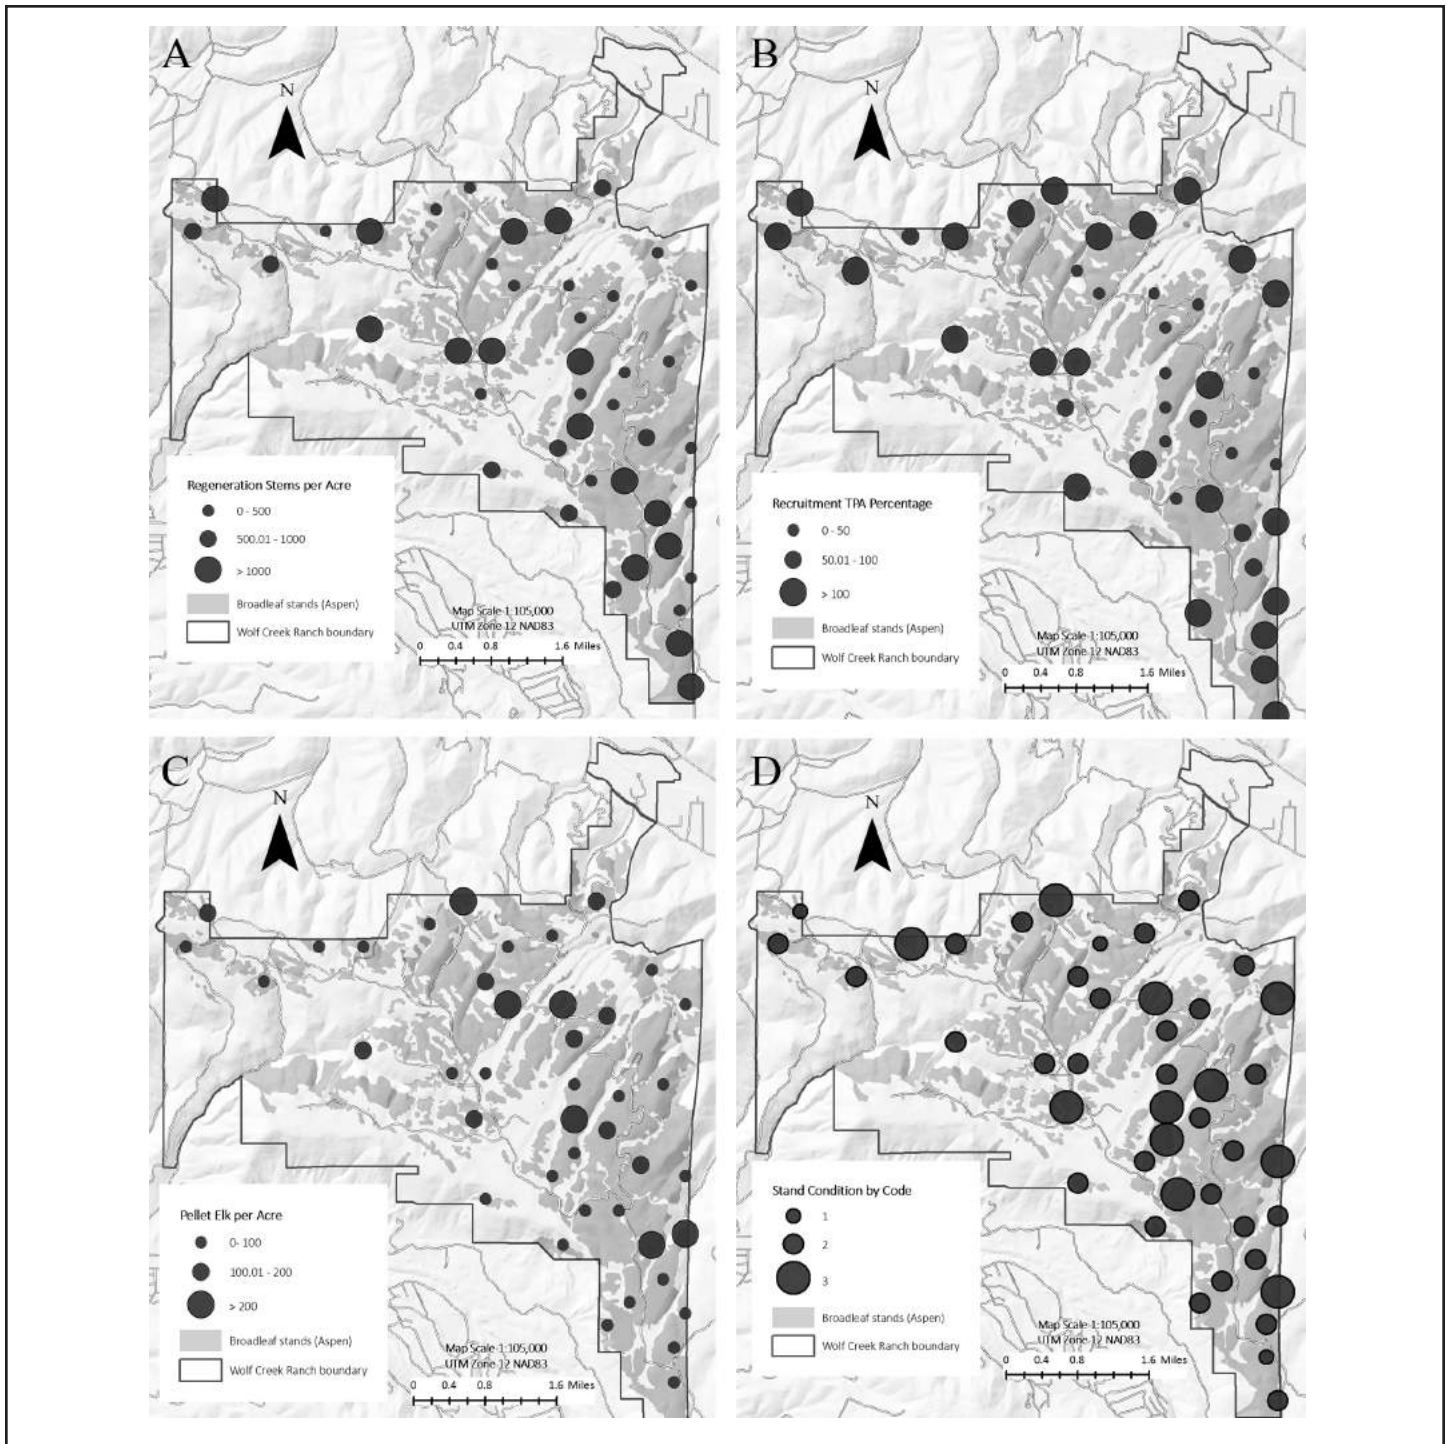 A
N
Regeneration Stems per Acre
0 - 500
500.01 - 1000
> 1000
Broadleaf stands (Aspen)
Wolf Creek Ranch boundary
Map Scale 1:105,000
UTM Zone 12 NAD83
0 0.4 0.8 1.6 Miles
B
N
Recruitment TPA Percentage
0 - 50
50.01 - 100
> 100
Broadleaf stands (Aspen)
Wolf Creek Ranch boundary
Map Scale 1:105,000
UTM Zone 12 NAD83
0 0.4 0.8 1.6 Miles
C
N
Pellet Elk per Acre
0- 100
100.01 - 200
> 200
Broadleaf stands (Aspen)
Wolf Creek Ranch boundary
Map Scale 1:105,000
UTM Zone 12 NAD83
0 0.4 0.8 1.6 Miles
D
N
Stand Condition by Code
1
2
3
Broadleaf stands (Aspen)
Wolf Creek Ranch boundary
Map Scale 1:105,000
UTM Zone 12 NAD83
0 0.4 0.8 1.6 Miles